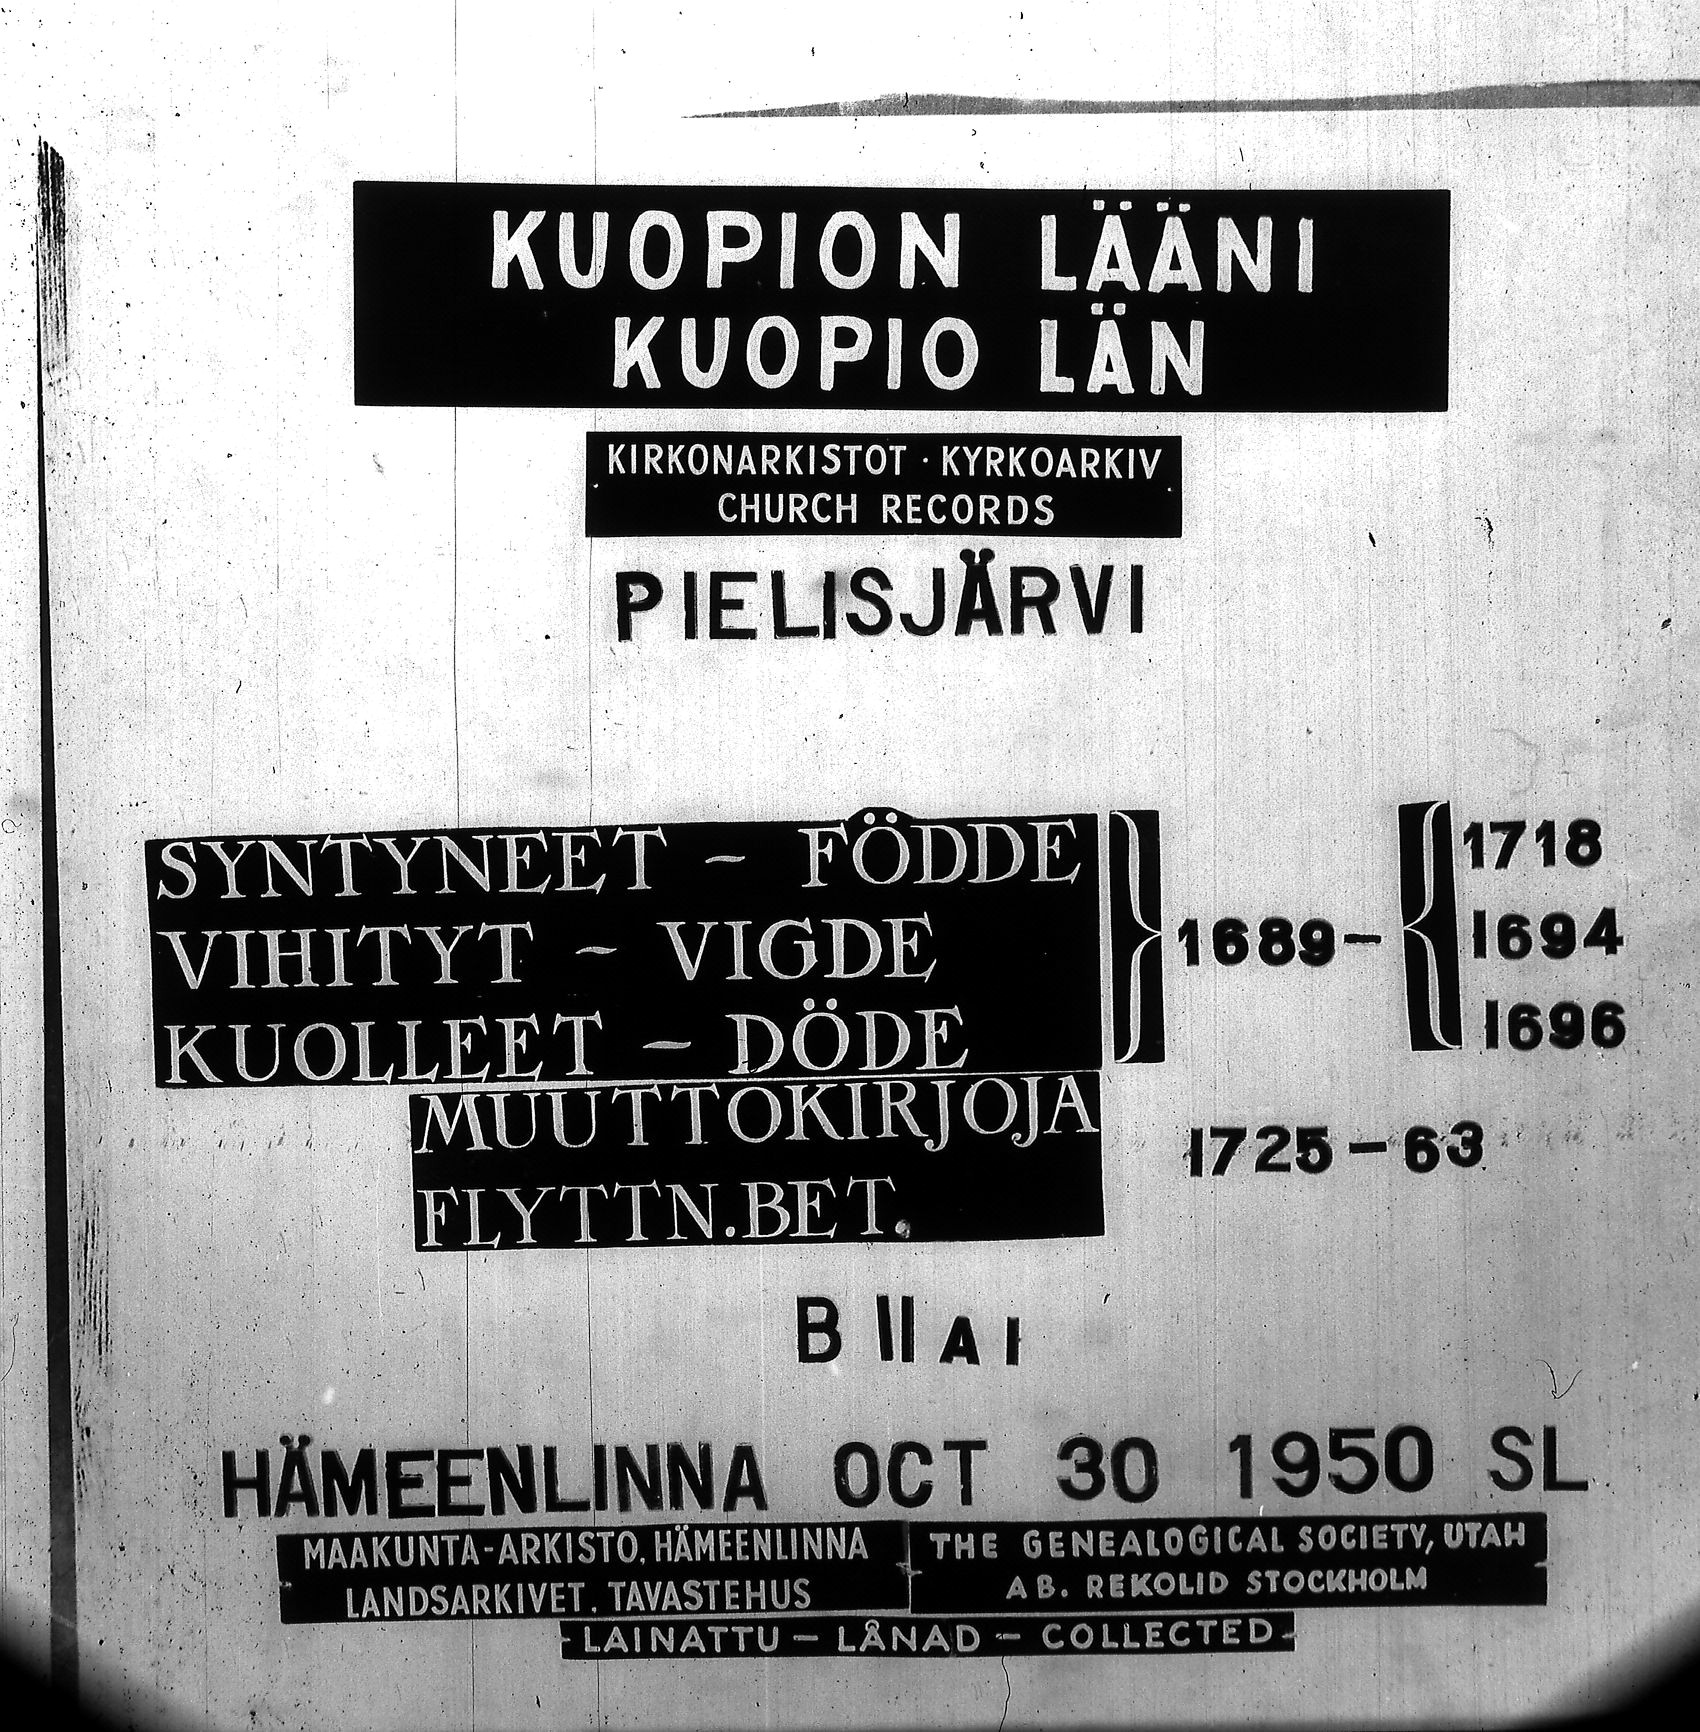 KUOPION LÄÄNI
KUOPIO LÄN
KIRKONARKISTOT · KYRKOARKIV
CHURCH RECORDS
PIELISJÄRVI
SYNTYNEET - FÖDDE } 1689- { 1718
VIHITYT - VIGDE 1694
KUOLLEET - DÖDE 1696
MUUTTOKIRJOJA 1725-63
FLYTTN.BET.
B II A I
HÄMEENLINNA OCT 30 1950 SL
MAAKUNTA-ARKISTO, HÄMEENLINNA
LANDSARKIVET, TAVASTEHUS
THE GENEALOGICAL SOCIETY, UTAH
AB. REKOLID STOCKHOLM
LAINATTU - LÅNAD - COLLECTED